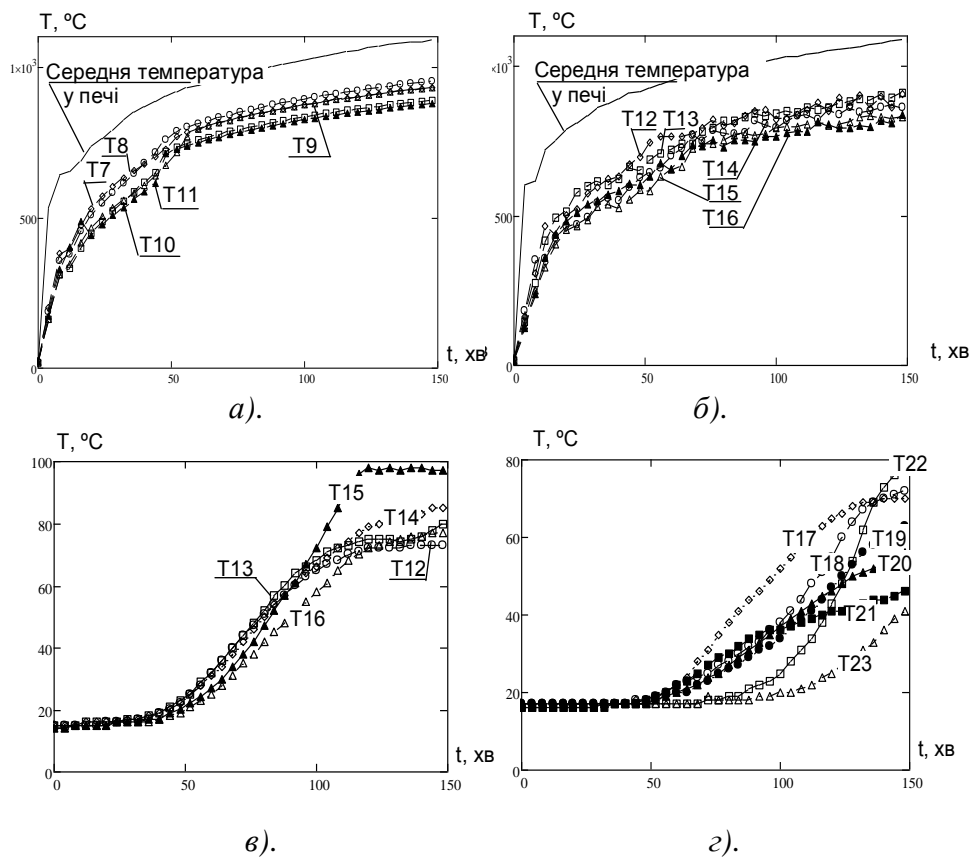 T, ºC
1×10³
Середня температура
у печі
T8
T7
T9
T11
T10
500
0
0
50
100
150
t, хв
а).
T, ºC
×10³
Середня температура
у печі
T12
T13
T14
T15
T16
500
0
0
50
100
150
t, хв
б).
T, ºC
100
80
60
40
20
0
T15
T14
T13
T12
T16
0
50
100
150
t, хв
в).
T, ºC
80
60
40
20
0
T22
T17
T18
T19
T20
T21
T23
0
50
100
150
t, хв
г).